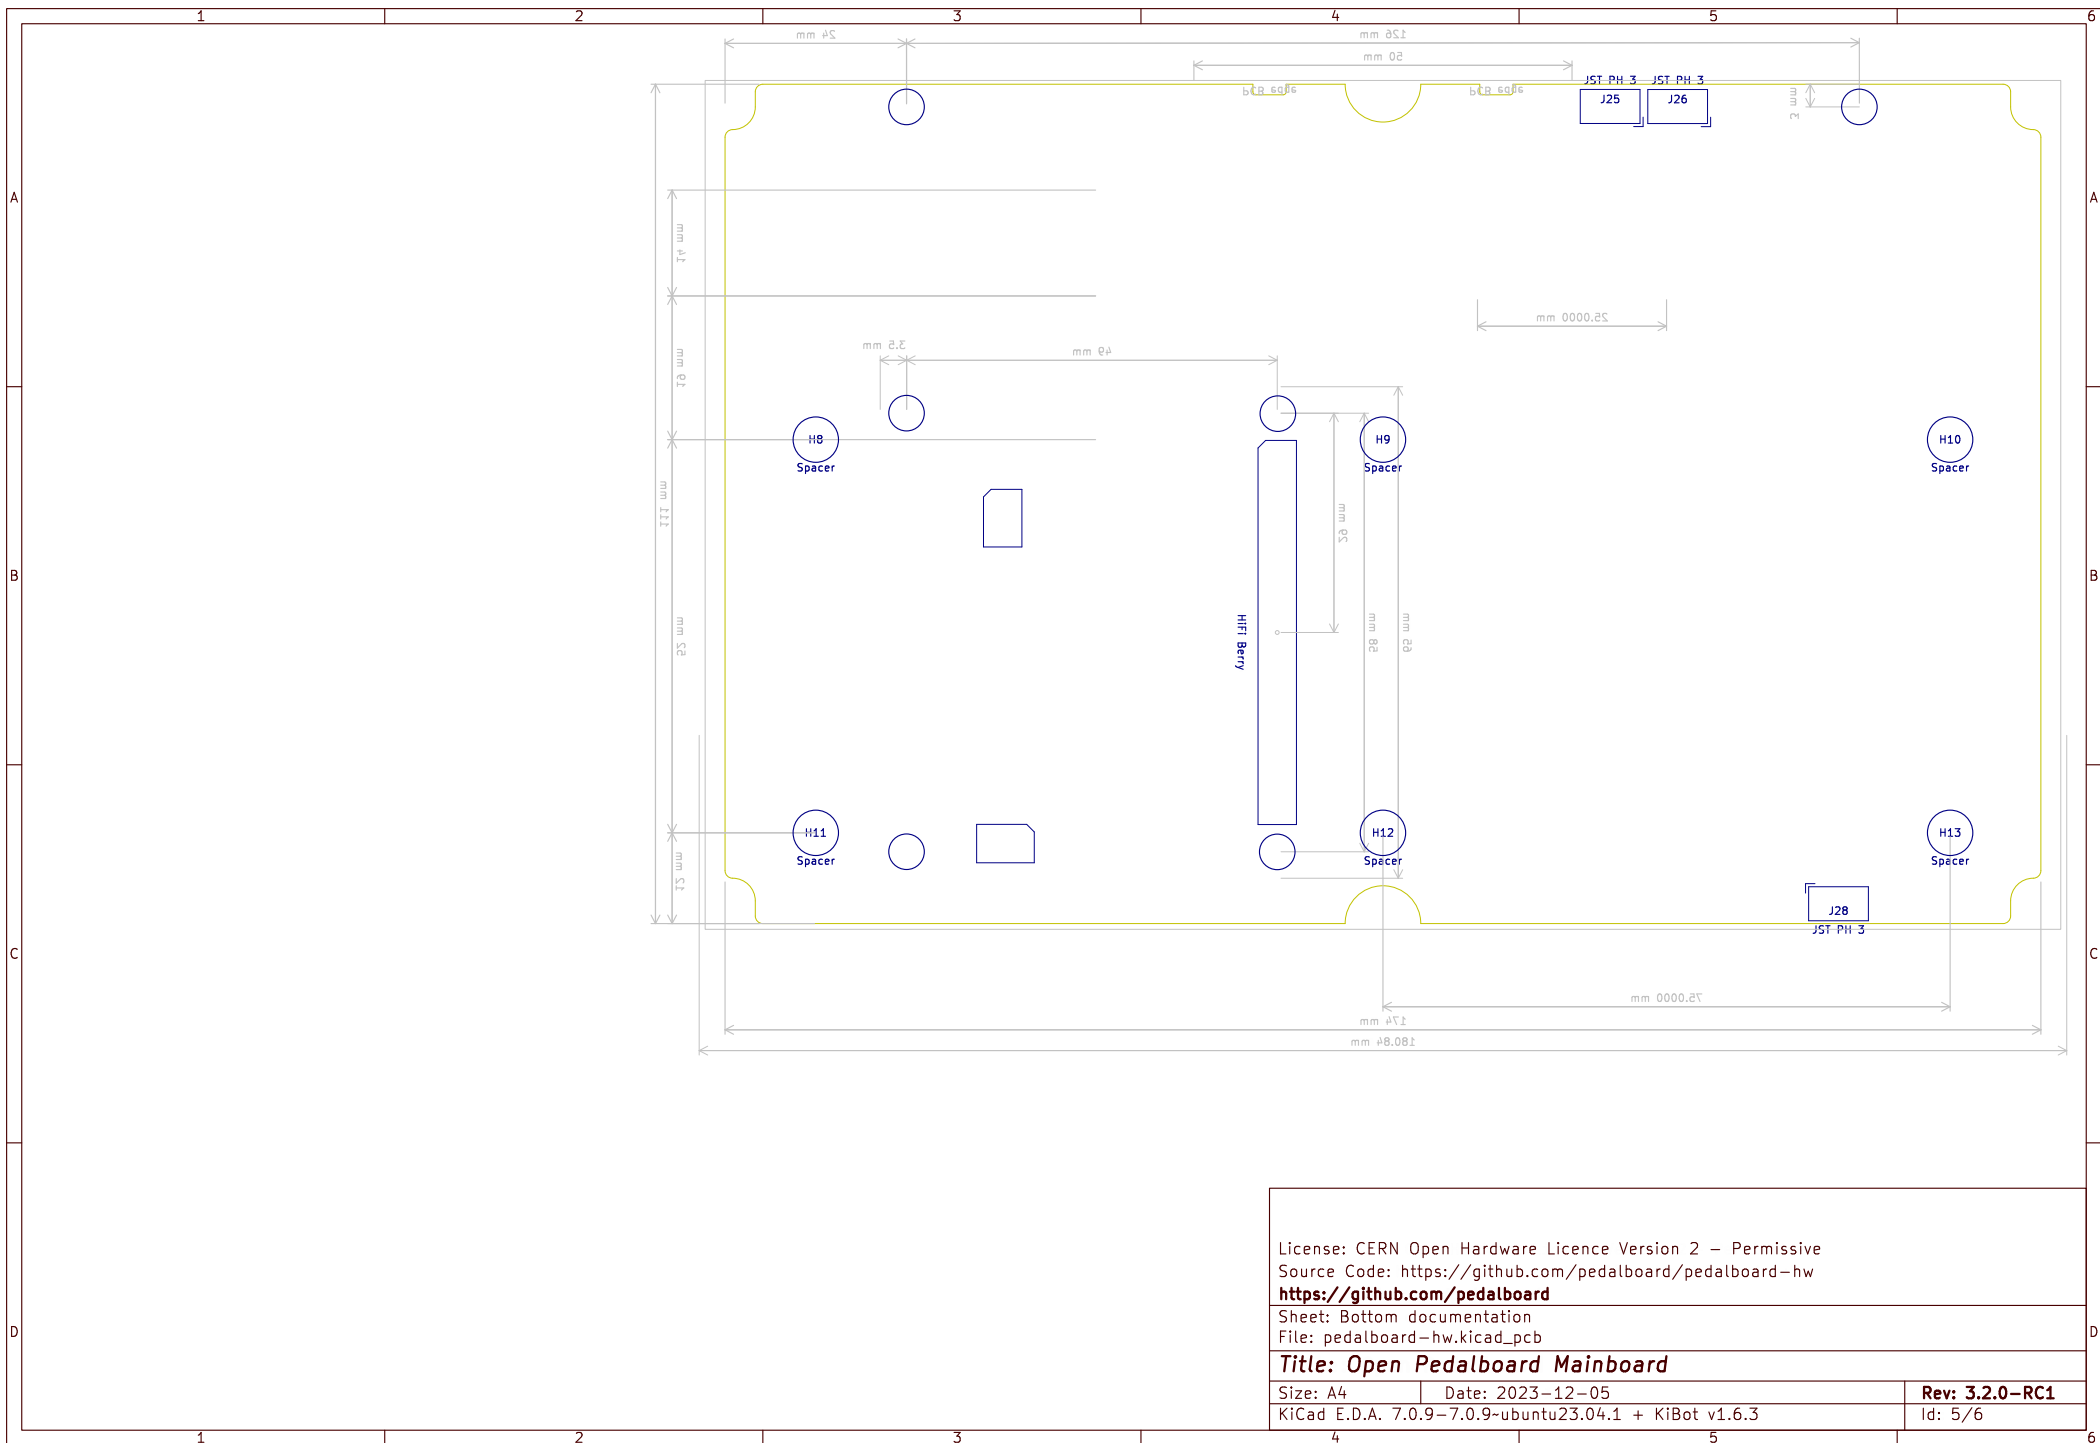 1 2 3 4 5 6
24 mm
126 mm
50 mm
JST PH 3 JST PH 3
PCB edge
PCB edge
J25 J26
3 mm
A A
14 mm
25.0000 mm
3.5 mm
49 mm
19 mm
H8 H9 H10
Spacer Spacer Spacer
111 mm
29 mm
B B
HiFi Berry
52 mm
58 mm
65 mm
H11 H12 H13
Spacer Spacer Spacer
12 mm
J28
JST PH 3
C C
75.0000 mm
174 mm
180.84 mm
License: CERN Open Hardware Licence Version 2 - Permissive
Source Code: https://github.com/pedalboard/pedalboard-hw
https://github.com/pedalboard
Sheet: Bottom documentation
File: pedalboard-hw.kicad_pcb
D D
Title: Open Pedalboard Mainboard
Size: A4 Date: 2023-12-05 Rev: 3.2.0-RC1
KiCad E.D.A. 7.0.9-7.0.9~ubuntu23.04.1 + KiBot v1.6.3 Id: 5/6
1 2 3 4 5 6